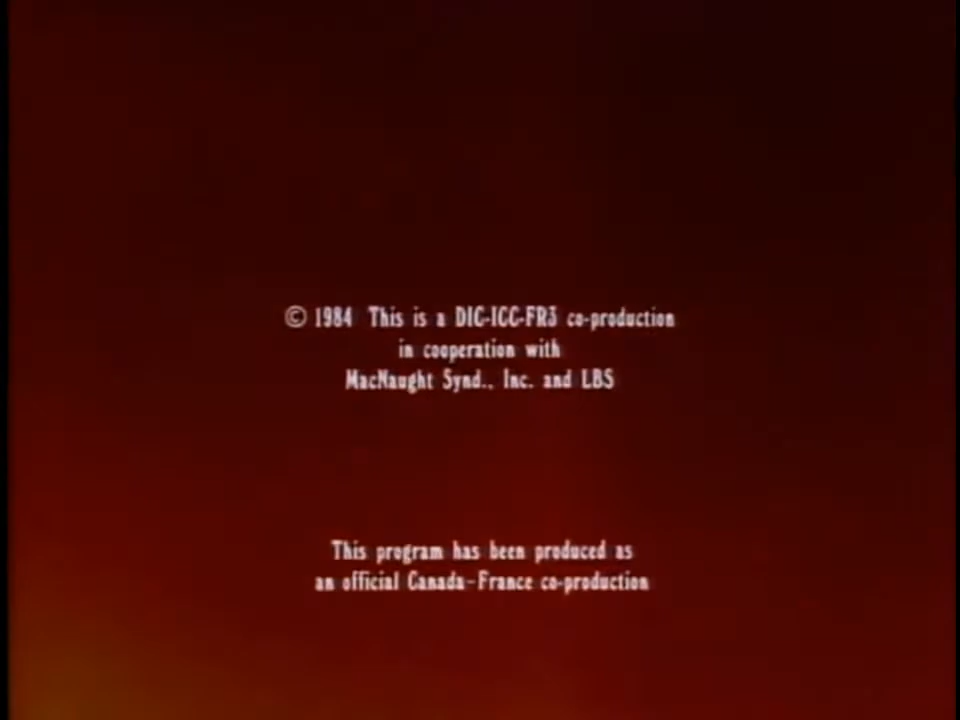 © 1984 This is a DIC-ICC-FR3 co-production
in cooperation with
MacNaught Synd., Inc. and LBS
This program has been produced as
an official Canada-France co-production